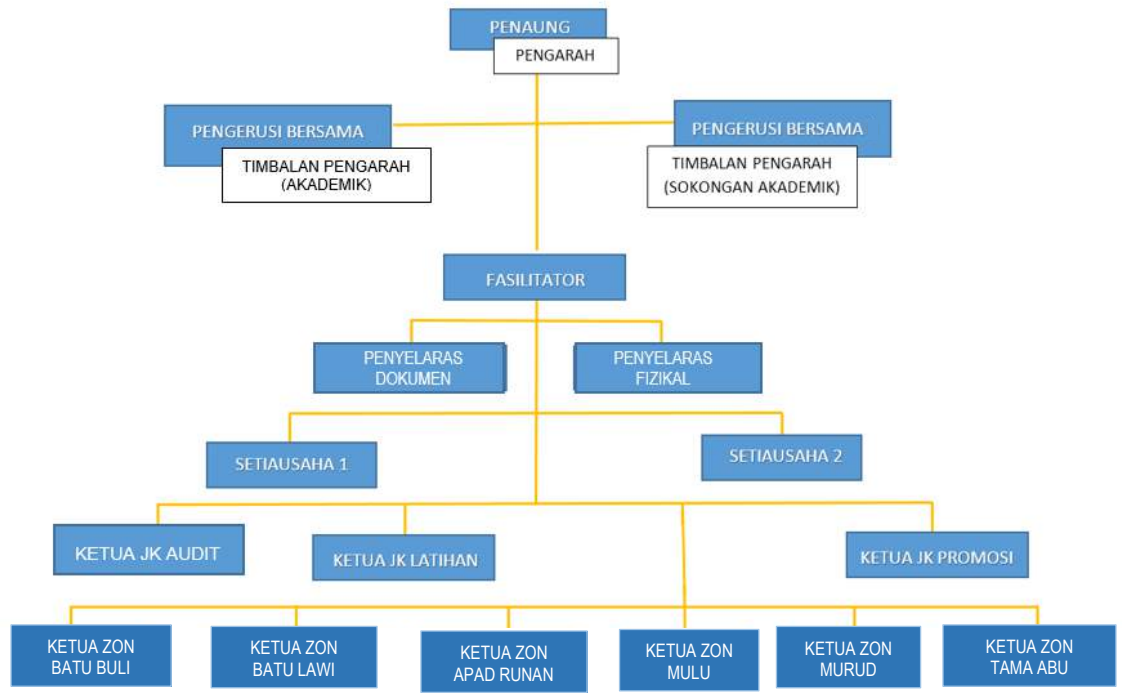 PENAUNG
PENGARAH
PENGERUSI BERSAMA
TIMBALAN PENGARAH
(AKADEMIK)
PENGERUSI BERSAMA
TIMBALAN PENGARAH
(SOKONGAN AKADEMIK)
FASILITATOR
PENYELARAS
DOKUMEN
PENYELARAS
FIZIKAL
SETIAUSAHA 1
SETIAUSAHA 2
KETUA JK AUDIT
KETUA JK LATIHAN
KETUA JK PROMOSI
KETUA ZON
BATU BULI
KETUA ZON
BATU LAWI
KETUA ZON
APAD RUNAN
KETUA ZON
MULU
KETUA ZON
MURUD
KETUA ZON
TAMA ABU